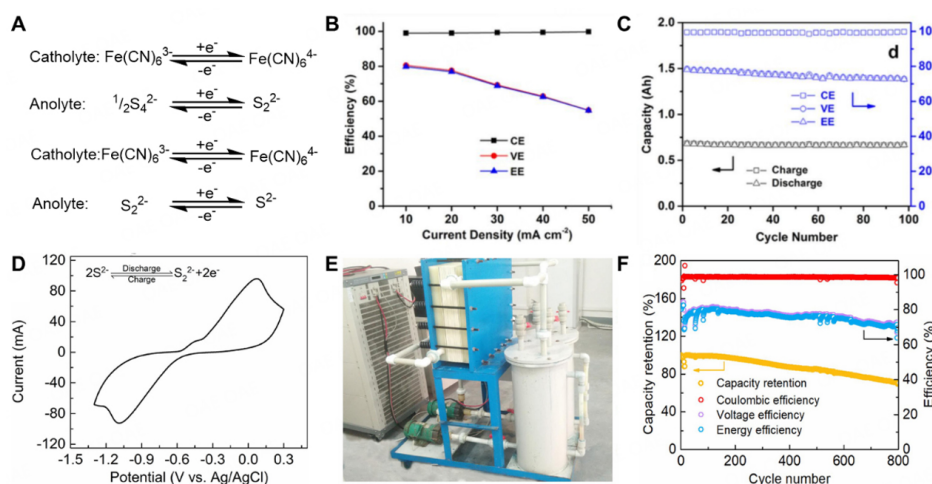 A
Catholyte: Fe(CN)₆³⁻ +e⁻ -e⁻ Fe(CN)₆⁴⁻
Anolyte: ¹/₂S₄²⁻ +e⁻ -e⁻ S₂²⁻
Catholyte:Fe(CN)₆³⁻ +e⁻ -e⁻ Fe(CN)₆⁴⁻
Anolyte: S₂²⁻ +e⁻ -e⁻ S²⁻
B
Efficiency (%)
100
80
60
40
20
0
CE
VE
EE
10 20 30 40 50
Current Density (mA cm⁻²)
C
Capacity (Ah)
2.0
1.5
1.0
0.5
0.0
d
CE
VE
EE
Charge
Discharge
100
80
60
40
20
0
0 20 40 60 80 100
Cycle Number
D
Current (mA)
120
80
40
0
-40
-80
-120
2S²⁻ Discharge Charge S₂²⁻+2e⁻
-1.5 -1.2 -0.9 -0.6 -0.3 0.0 0.3
Potential (V vs. Ag/AgCl)
E
F
Capacity retention (%)
200
160
120
80
40
0
Capacity retention
Coulombic efficiency
Voltage efficiency
Energy efficiency
100
80
60
40
20
0
Efficiency (%)
0 200 400 600 800
Cycle number